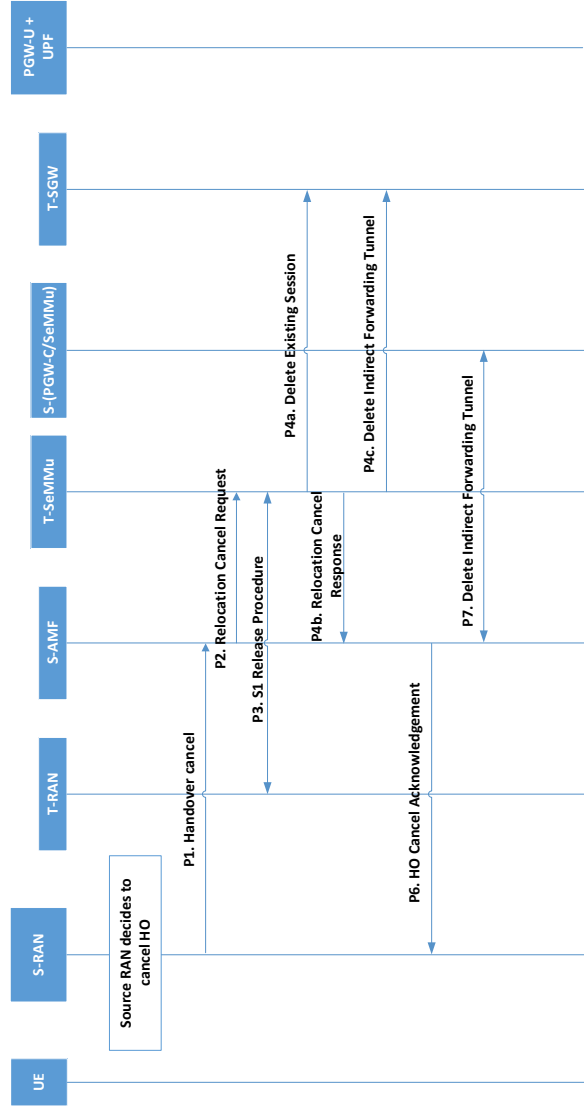 UE
S-RAN
T-RAN
S-AMF
T-SeMMu
S-(PGW-C/SeMMu)
T-SGW
PGW-U +
UPF
Source RAN decides to
cancel HO
P1. Handover cancel
P2. Relocation Cancel Request
P3. S1 Release Procedure
P4a. Delete Existing Session
P4b. Relocation Cancel
Response
P4c. Delete Indirect Forwarding Tunnel
P6. HO Cancel Acknowledgement
P7. Delete Indirect Forwarding Tunnel